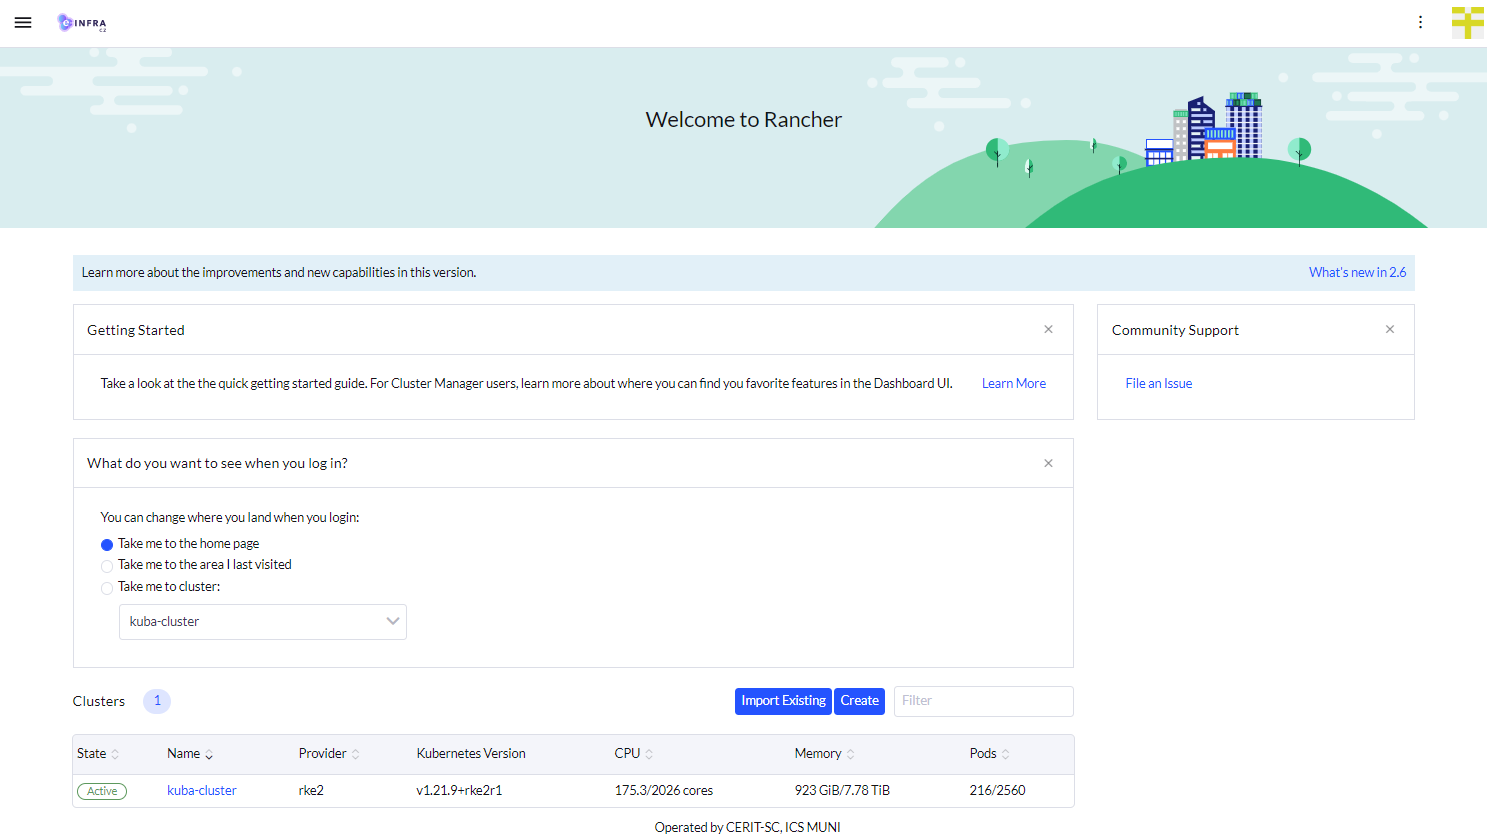 e INFRA
CZ
Welcome to Rancher
Learn more about the improvements and new capabilities in this version.
What's new in 2.6
Getting Started
Community Support
Take a look at the the quick getting started guide. For Cluster Manager users, learn more about where you can find you favorite features in the Dashboard UI.
Learn More
File an Issue
What do you want to see when you log in?
You can change where you land when you login:
Take me to the home page
Take me to the area I last visited
Take me to cluster:
kuba-cluster
Clusters 1
Import Existing Create Filter
State Name Provider Kubernetes Version CPU Memory Pods
Active kuba-cluster rke2 v1.21.9+rke2r1 175.3/2026 cores 923 GiB/7.78 TiB 216/2560
Operated by CERIT-SC, ICS MUNI